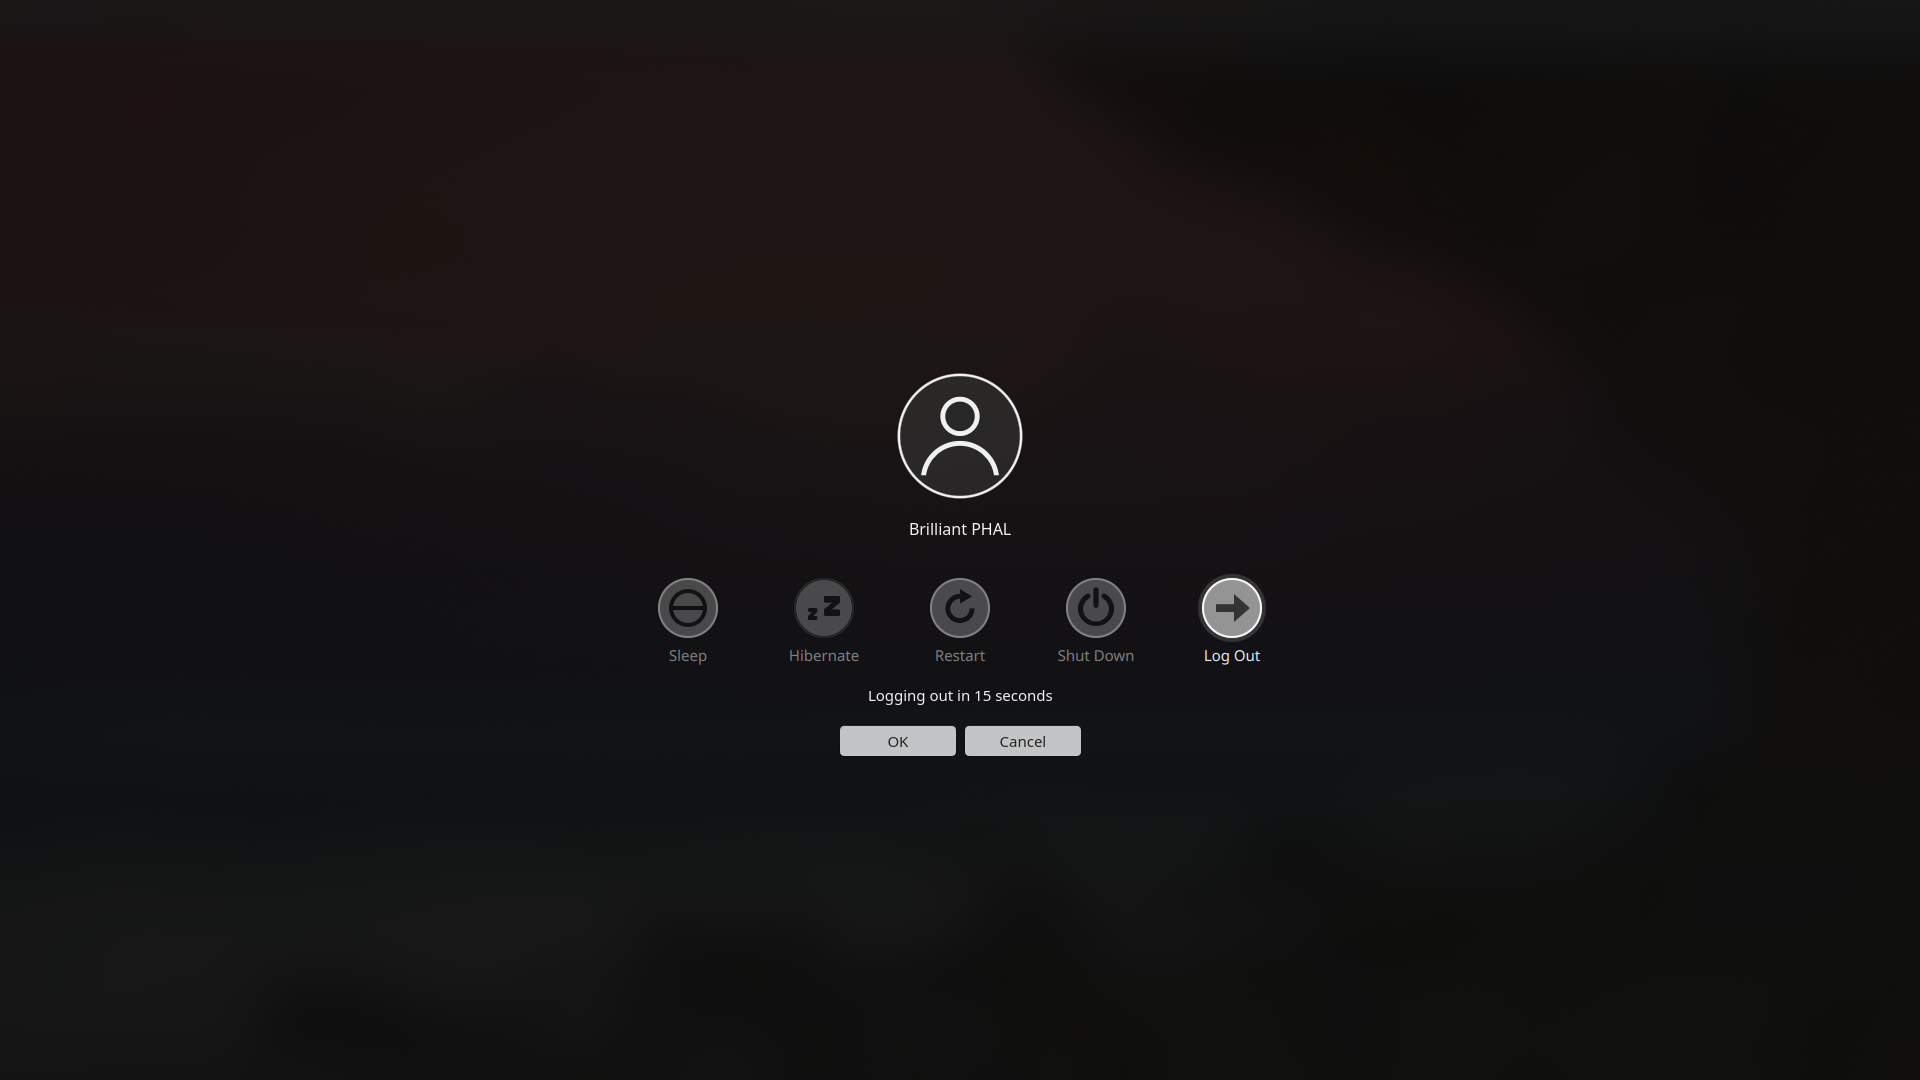 Brilliant PHAL
Sleep Hibernate Restart Shut Down Log Out
Logging out in 15 seconds
OK Cancel